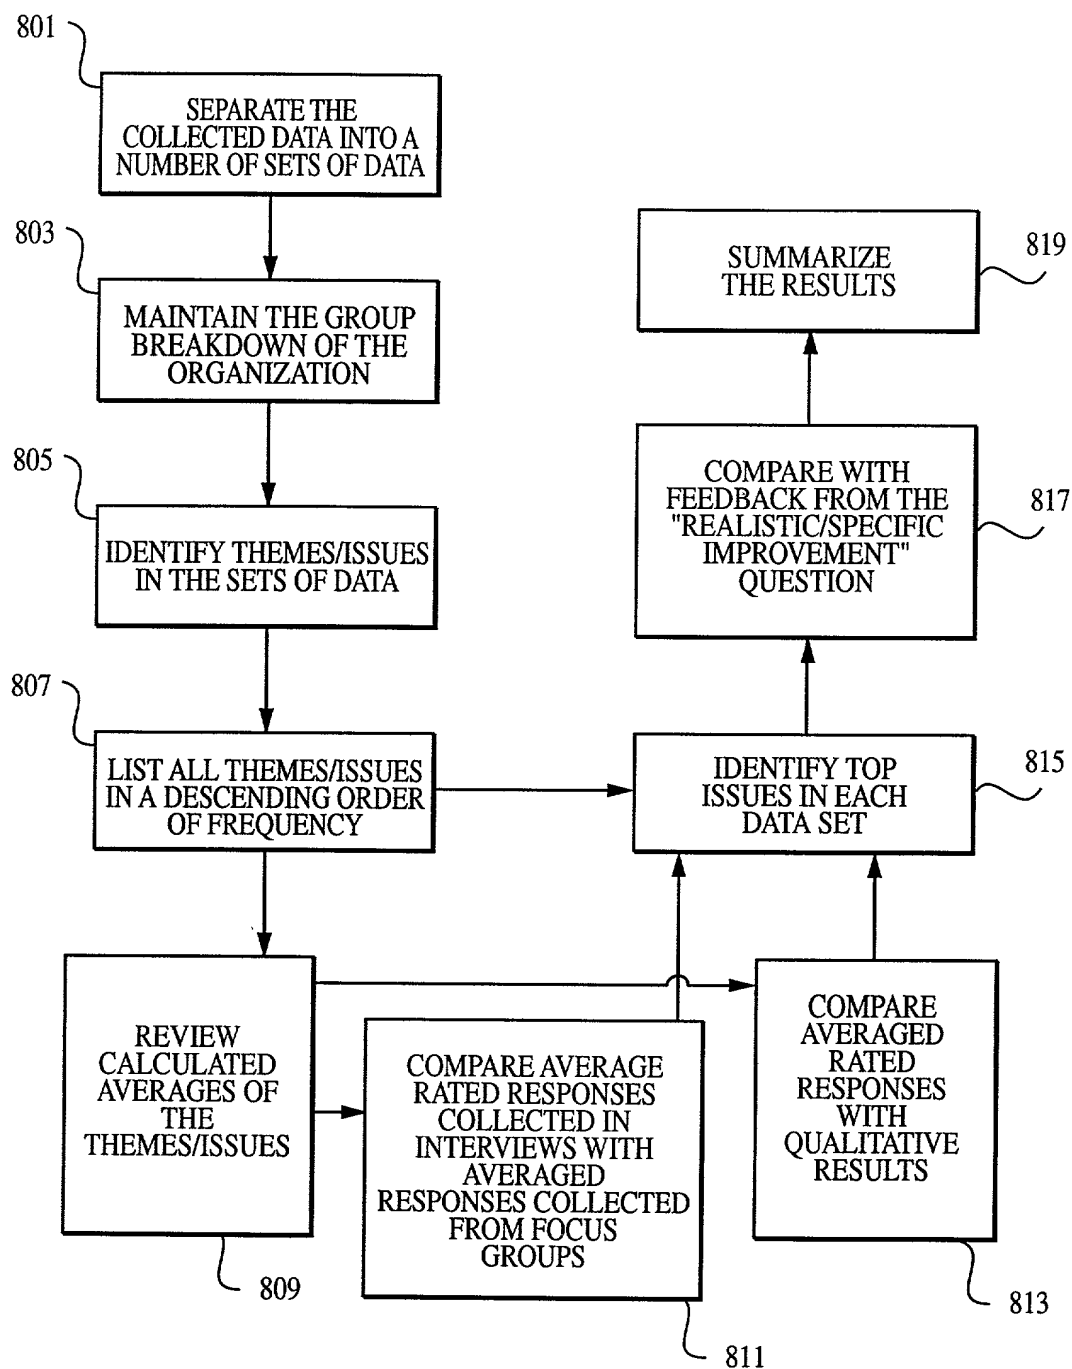 801
SEPARATE THE
COLLECTED DATA INTO A
NUMBER OF SETS OF DATA
803
MAINTAIN THE GROUP
BREAKDOWN OF THE
ORGANIZATION
805
IDENTIFY THEMES/ISSUES
IN THE SETS OF DATA
807
LIST ALL THEMES/ISSUES
IN A DESCENDING ORDER
OF FREQUENCY
REVIEW
CALCULATED
AVERAGES OF
THE
THEMES/ISSUES
809
COMPARE AVERAGE
RATED RESPONSES
COLLECTED IN
INTERVIEWS WITH
AVERAGED
RESPONSES COLLECTED
FROM FOCUS
GROUPS
811
COMPARE
AVERAGED
RATED
RESPONSES
WITH
QUALITATIVE
RESULTS
813
IDENTIFY TOP
ISSUES IN EACH
DATA SET
815
COMPARE WITH
FEEDBACK FROM THE
"REALISTIC/SPECIFIC
IMPROVEMENT"
QUESTION
817
SUMMARIZE
THE RESULTS
819